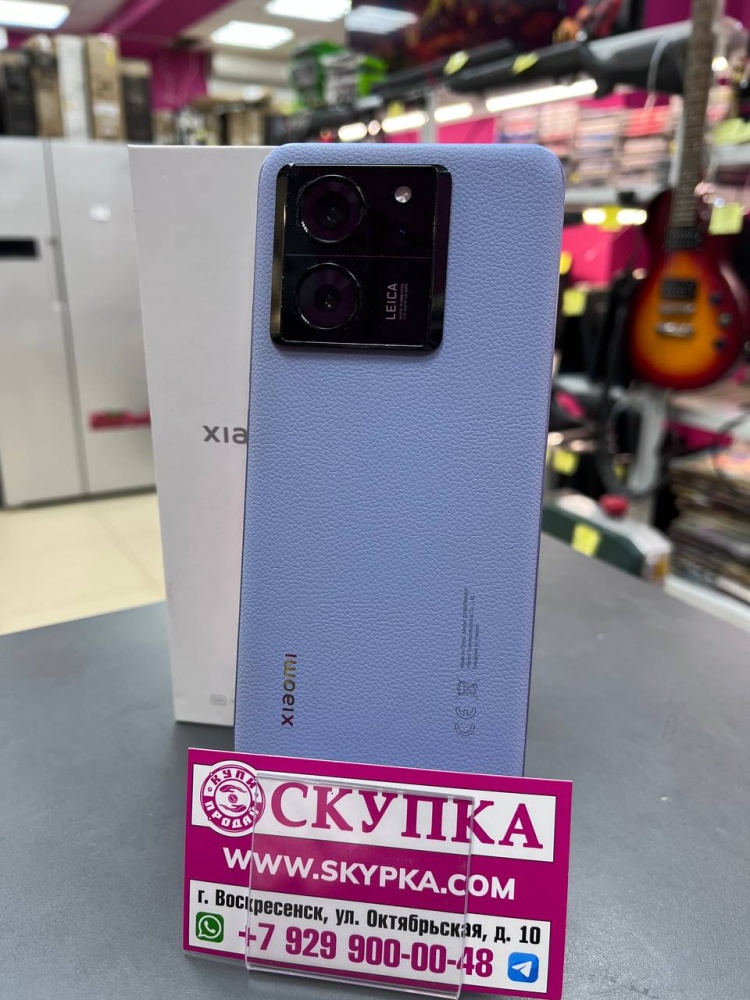 LEICA
XIA
xiaomi
КУПИ
ПРОДАЙ
СКУПКА
WWW.SKYPKA.COM
г. Воскресенск, ул. Октябрьская, д. 10
+7 929 900-00-48